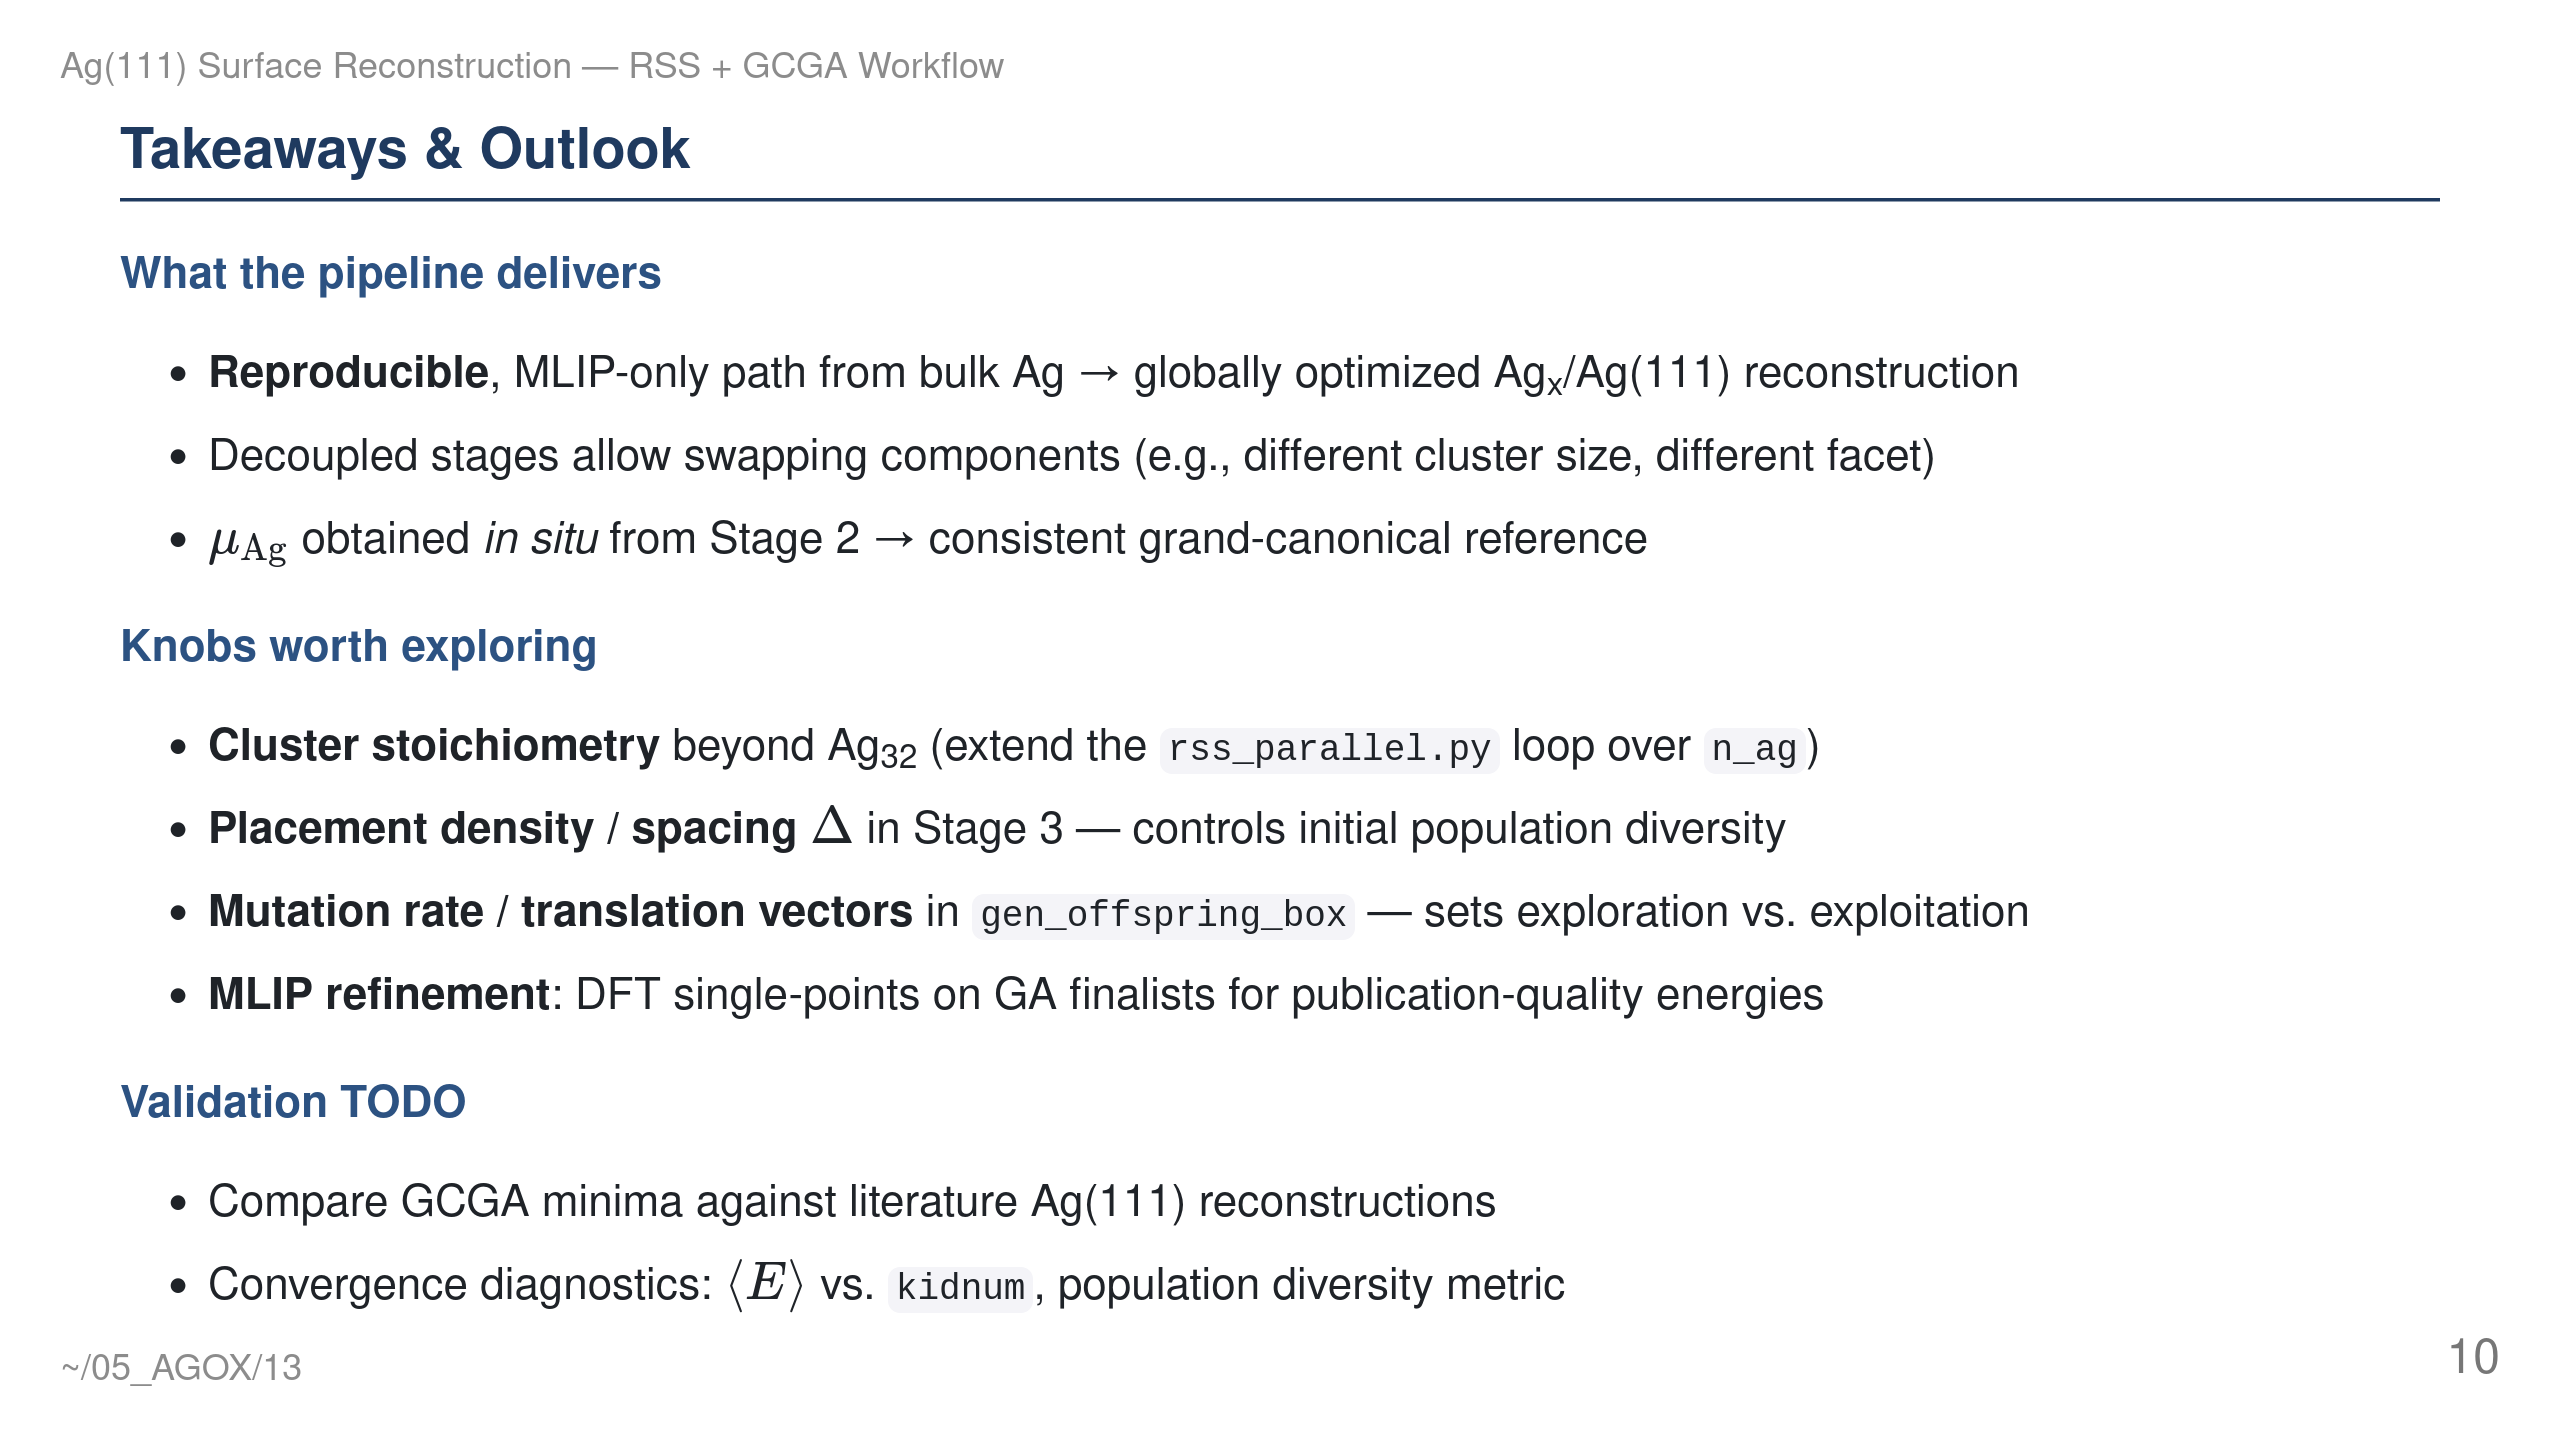 Ag(111) Surface Reconstruction — RSS + GCGA Workflow
Takeaways & Outlook
What the pipeline delivers
• Reproducible, MLIP-only path from bulk Ag → globally optimized Agₓ/Ag(111) reconstruction
• Decoupled stages allow swapping components (e.g., different cluster size, different facet)
• μ_Ag obtained in situ from Stage 2 → consistent grand-canonical reference
Knobs worth exploring
• Cluster stoichiometry beyond Ag₃₂ (extend the rss_parallel.py loop over n_ag)
• Placement density / spacing Δ in Stage 3 — controls initial population diversity
• Mutation rate / translation vectors in gen_offspring_box — sets exploration vs. exploitation
• MLIP refinement: DFT single-points on GA finalists for publication-quality energies
Validation TODO
• Compare GCGA minima against literature Ag(111) reconstructions
• Convergence diagnostics: ⟨E⟩ vs. kidnum, population diversity metric
~/05_AGOX/13
10